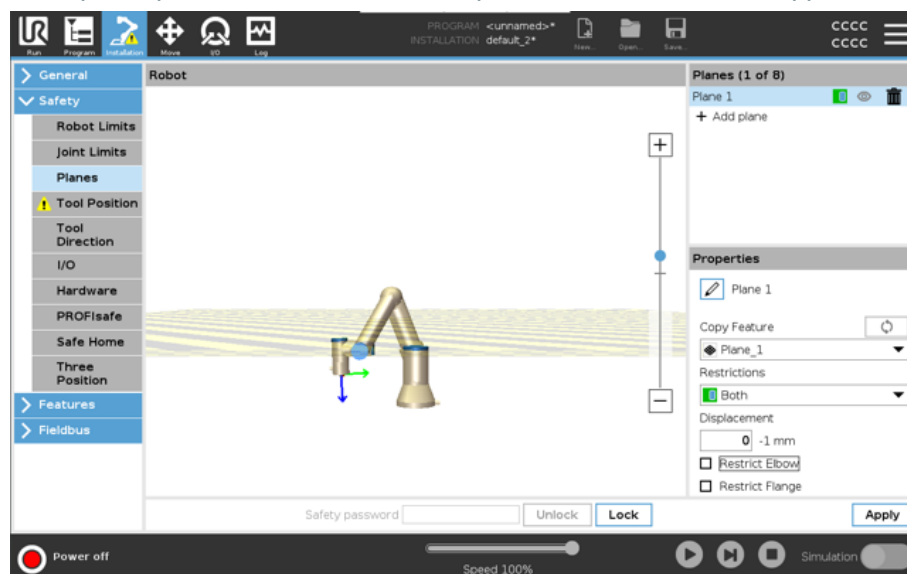 UR
PROGRAM <unnamed>*
INSTALLATION default_2*
CCCC
CCCC
Run
Program
Installation
Move
I/O
Log
New...
Open...
Save...
General
Safety
Robot Limits
Joint Limits
Planes
Tool Position
Tool
Direction
I/O
Hardware
PROFIsafe
Safe Home
Three
Position
Features
Fieldbus
Robot
Planes (1 of 8)
Plane 1
+ Add plane
Properties
Plane 1
Copy Feature
Plane_1
Restrictions
Both
Displacement
0 -1 mm
Restrict Elbow
Restrict Flange
Safety password
Unlock
Lock
Apply
Power off
Speed 100%
Simulation